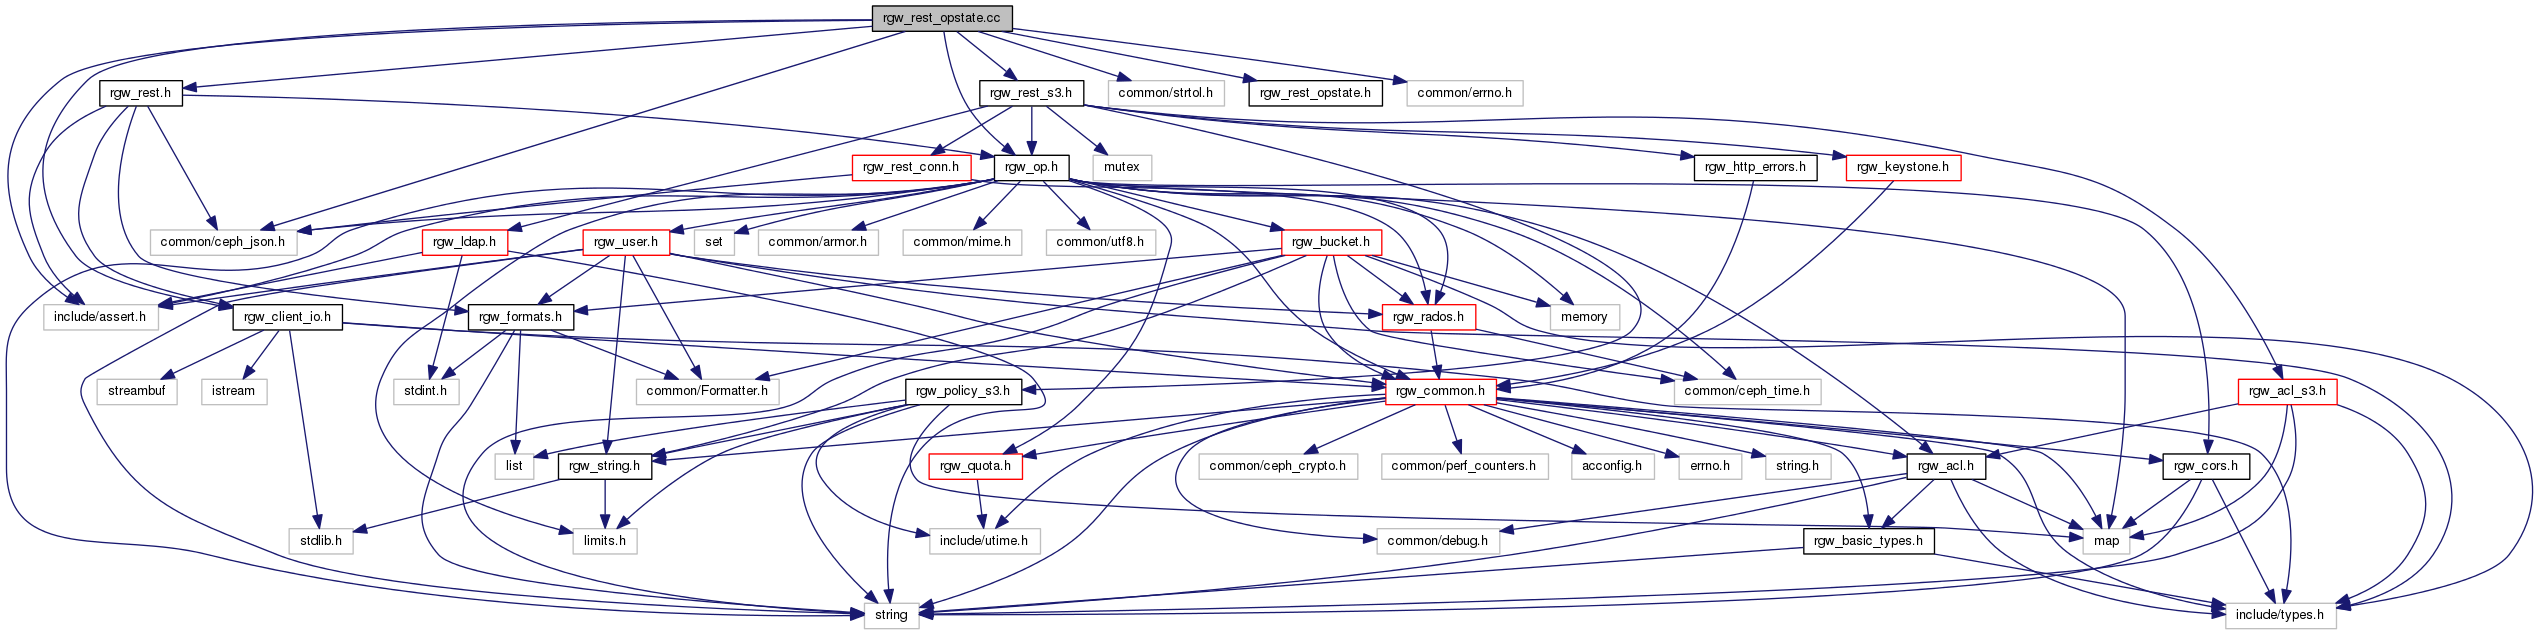 rgw_rest_opstate.cc
rgw_rest.h
rgw_rest_s3.h
common/strtol.h
rgw_rest_opstate.h
common/errno.h
rgw_rest_conn.h
rgw_op.h
mutex
rgw_http_errors.h
rgw_keystone.h
common/ceph_json.h
rgw_ldap.h
rgw_user.h
set
common/armor.h
common/mime.h
common/utf8.h
rgw_bucket.h
include/assert.h
rgw_client_io.h
rgw_formats.h
rgw_rados.h
memory
streambuf
istream
stdint.h
common/Formatter.h
rgw_policy_s3.h
rgw_common.h
common/ceph_time.h
rgw_acl_s3.h
list
rgw_string.h
rgw_quota.h
common/ceph_crypto.h
common/perf_counters.h
acconfig.h
errno.h
string.h
rgw_acl.h
rgw_cors.h
stdlib.h
limits.h
include/utime.h
common/debug.h
rgw_basic_types.h
map
string
include/types.h